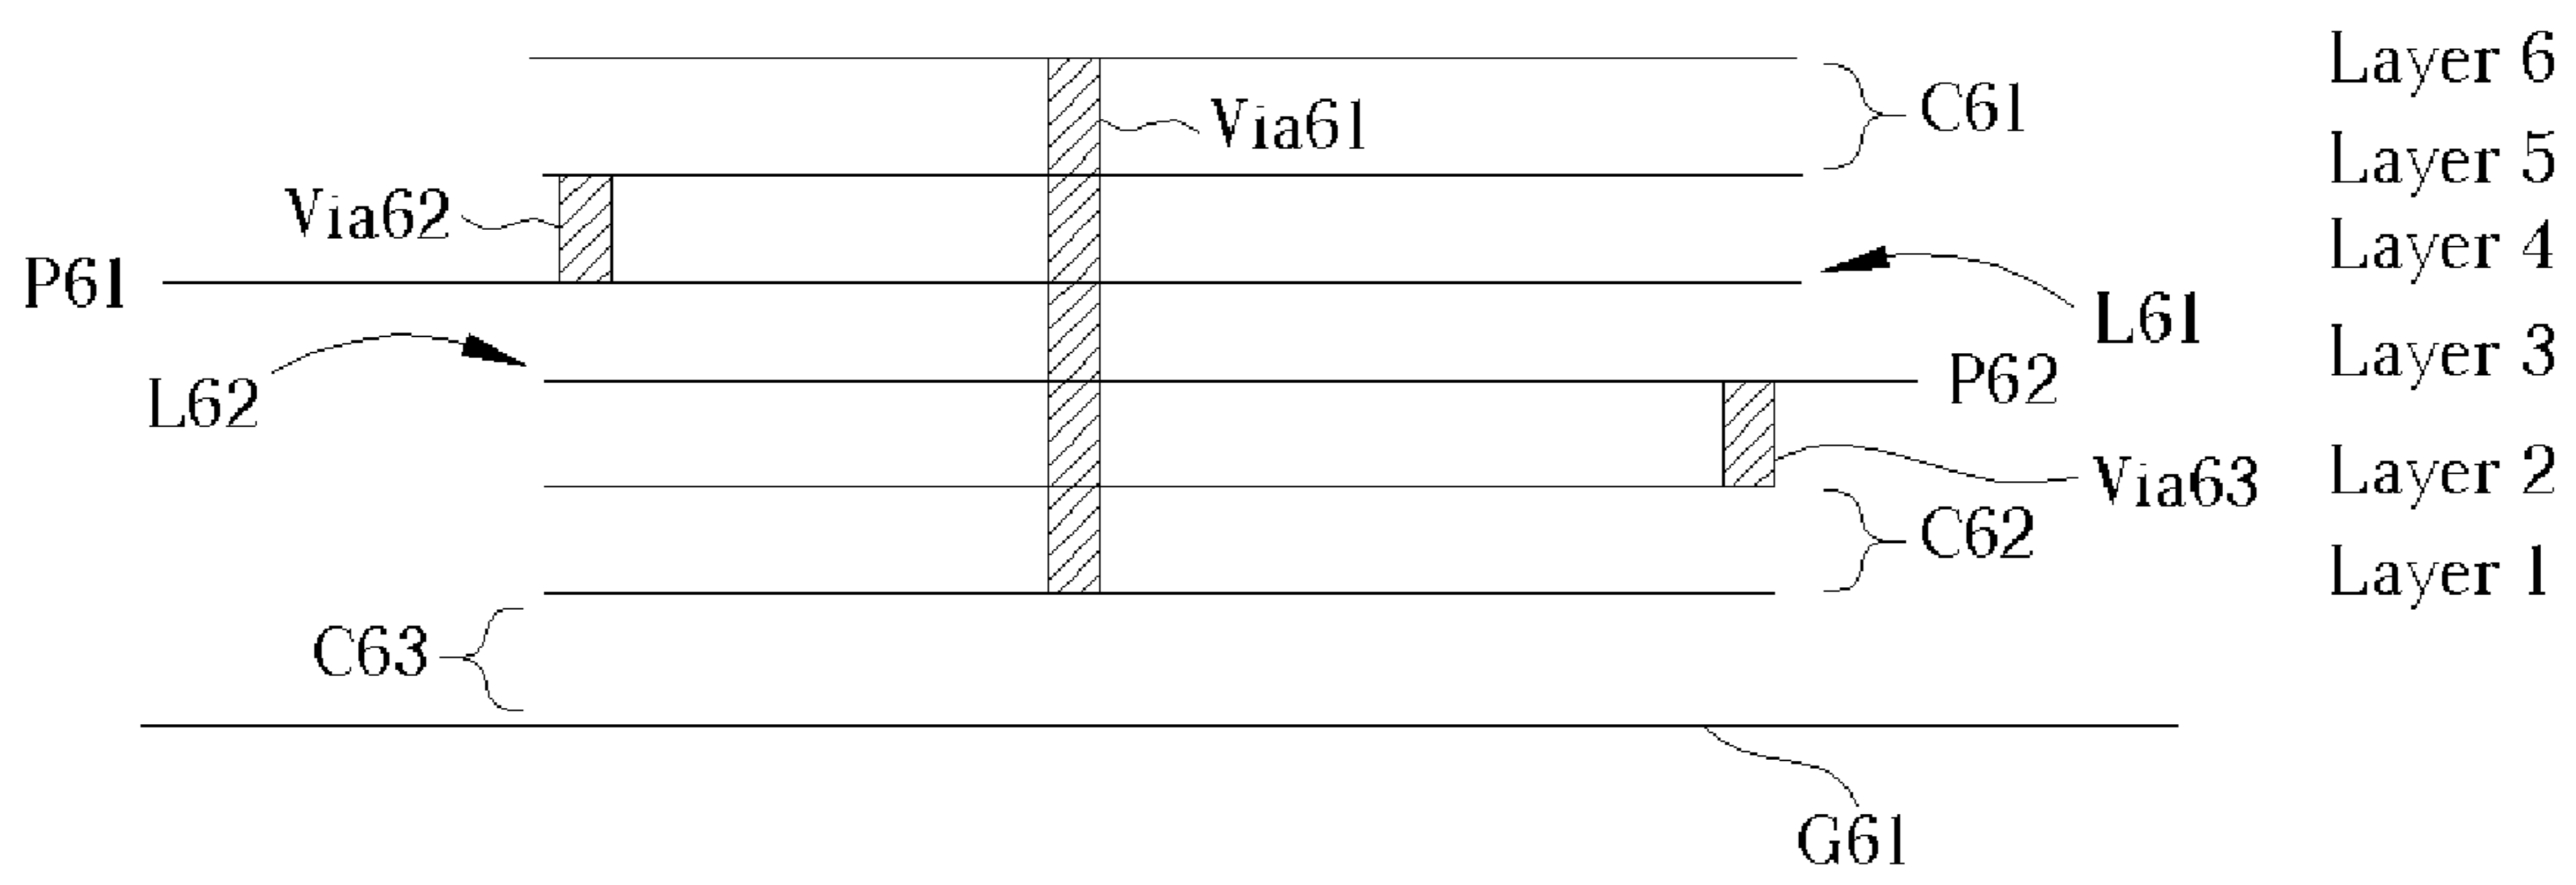 Layer 6
C61
Via61
Layer 5
Via62
Layer 4
P61
L61
Layer 3
P62
L62
Via63
Layer 2
C62
Layer 1
C63
G61